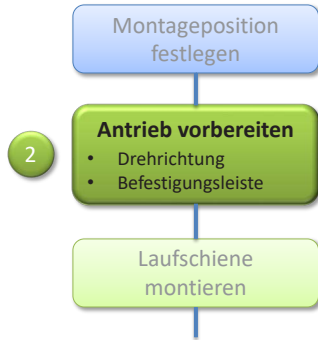 Montageposition
festlegen
2
Antrieb vorbereiten
• Drehrichtung
• Befestigungsleiste
Laufschiene
montieren